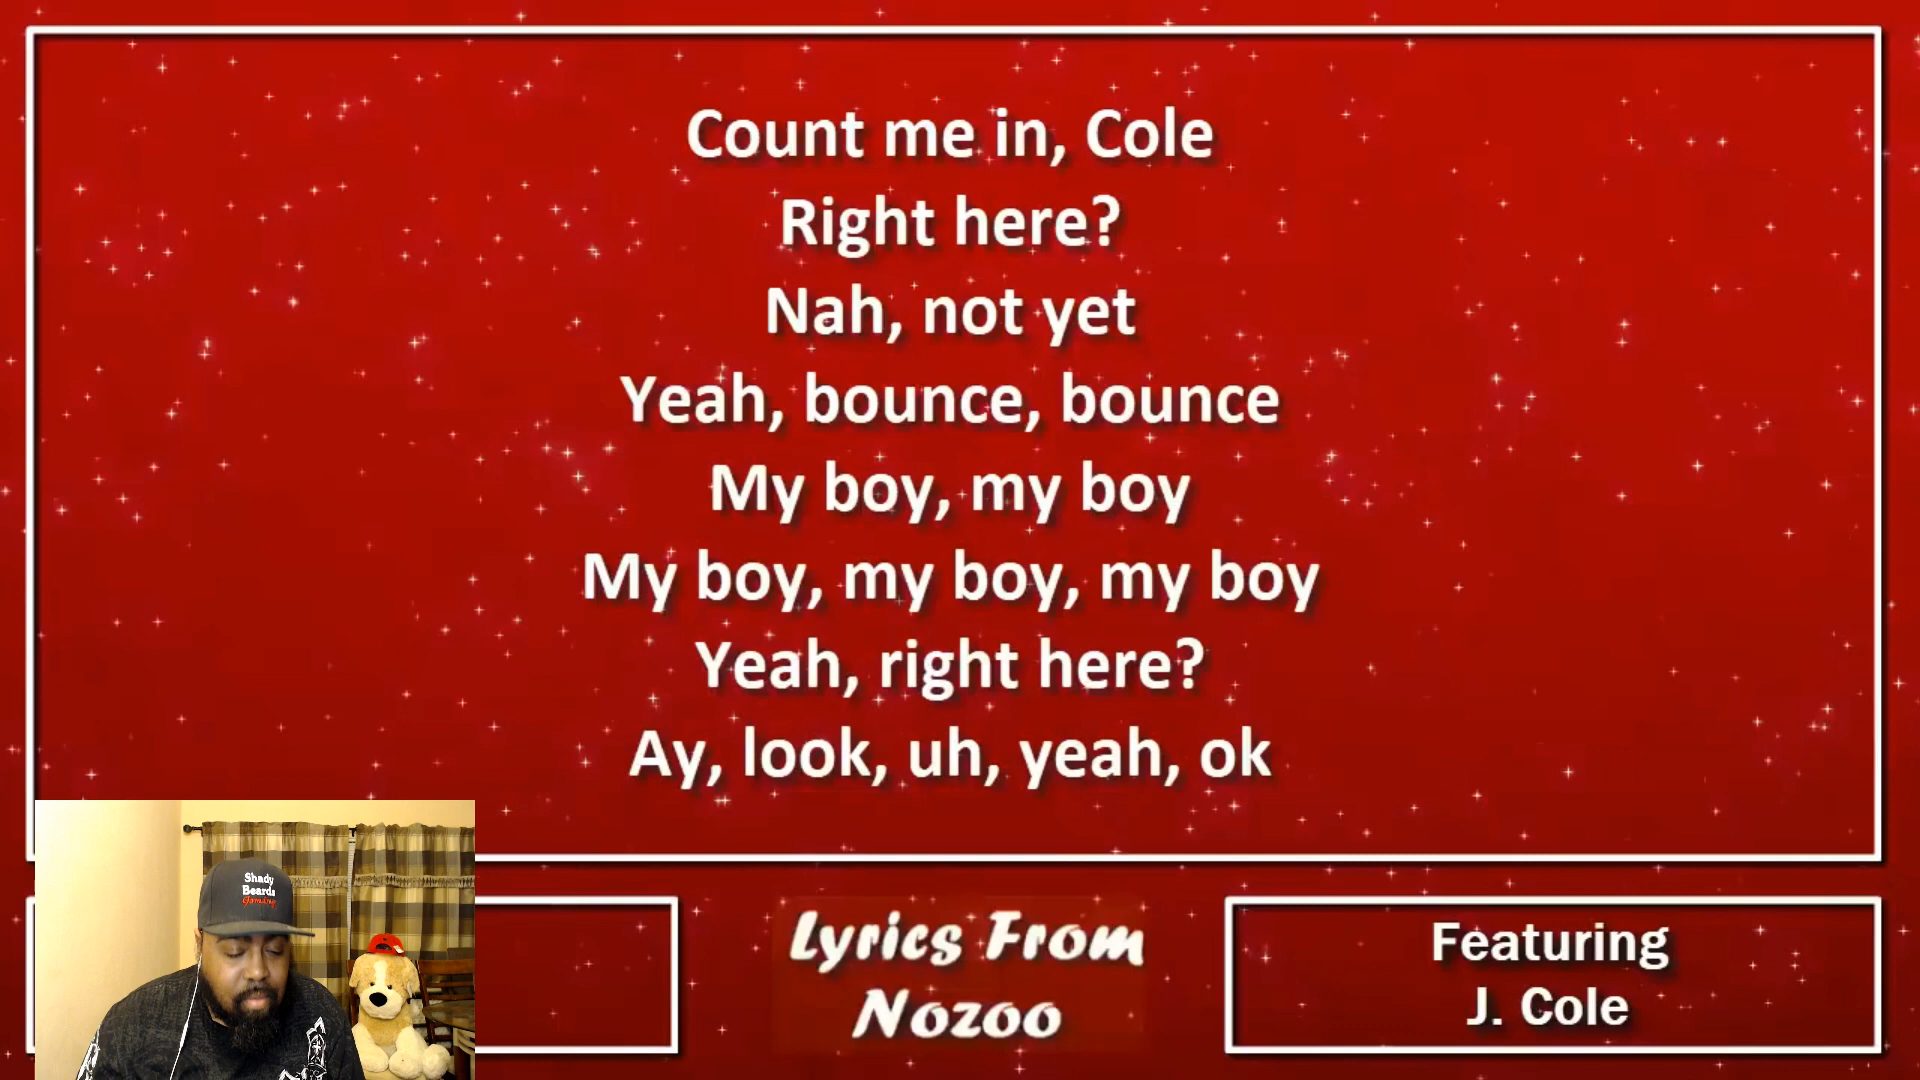 Count me in, Cole
Right here?
Nah, not yet
Yeah, bounce, bounce
My boy, my boy
My boy, my boy, my boy
Yeah, right here?
Ay, look, uh, yeah, ok
Shady
Beards
Gaming
Lyrics From
Nozoo
Featuring
J. Cole